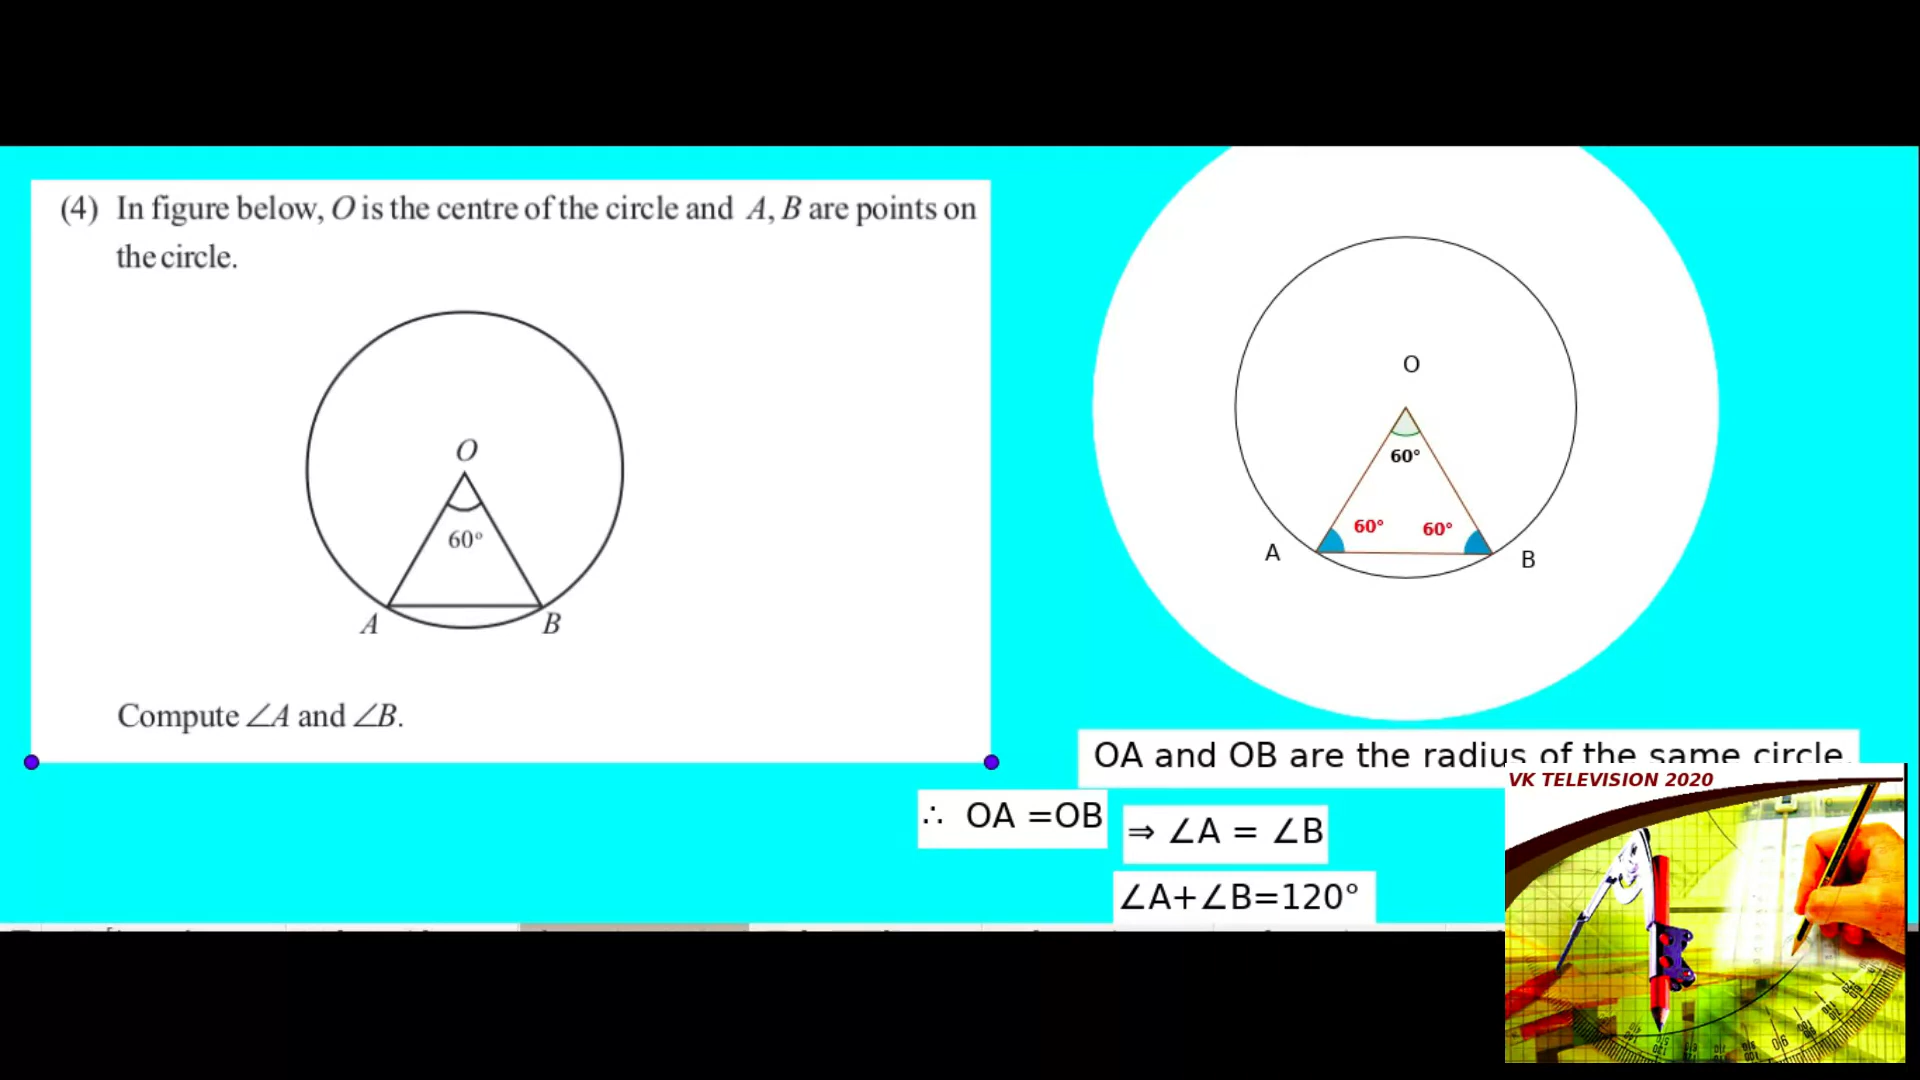 (4) In figure below, O is the centre of the circle and A, B are points on
the circle.
O
60°
A
B
Compute ∠A and ∠B.
O
60°
60°
60°
A
B
OA and OB are the radius of the same circle.
∴ OA =OB
⇒ ∠A = ∠B
∠A+∠B=120°
VK TELEVISION 2020